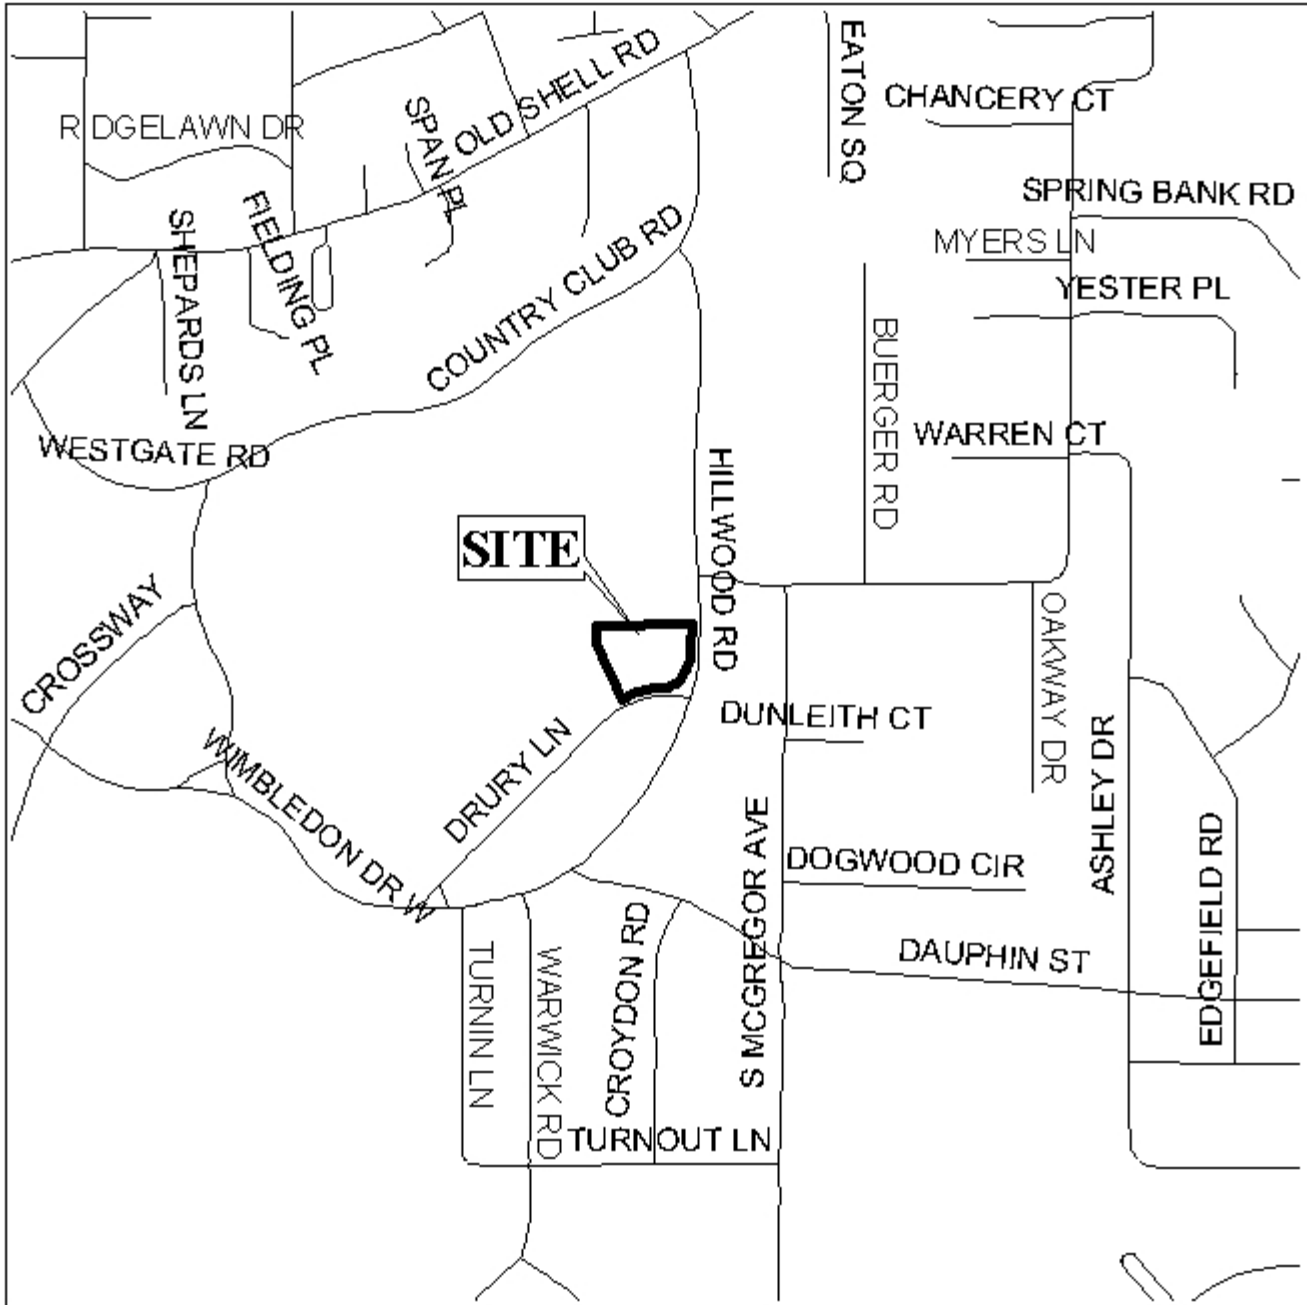 OLD SHELL RD
EATON SQ
CHANCERY CT
RIDGELAWN DR
SPAN PL
SPRING BANK RD
SHEPARDS LN
FIELDING PL
COUNTRY CLUB RD
MYERS LN
YESTER PL
BUERGER RD
WESTGATE RD
WARREN CT
HILLWOOD RD
SITE
CROSSWAY
OAKWAY DR
DUNLEITH CT
ASHLEY DR
WIMBLEDON DR W
DRURY LN
S MCGREGOR AVE
DOGWOOD CIR
EDGEFIELD RD
CROYDON RD
DAUPHIN ST
TURNIN LN
WARWICK RD
TURNOUT LN